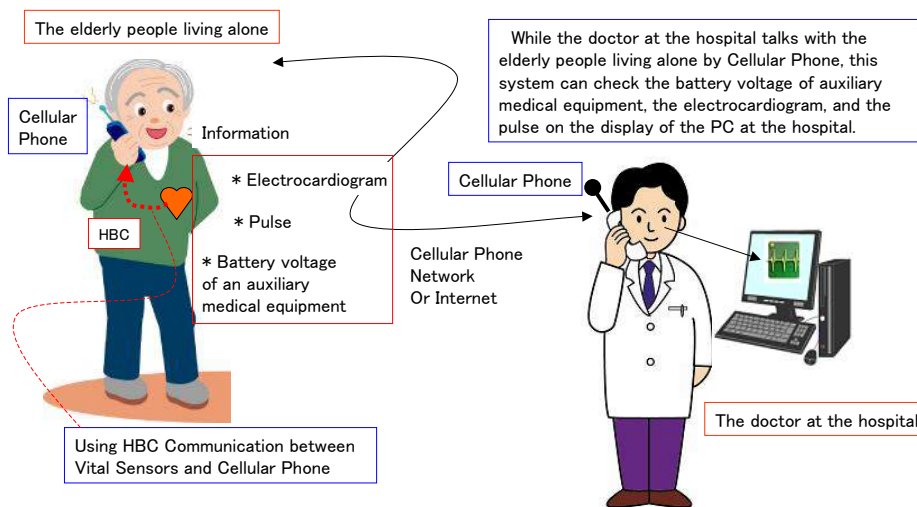 The elderly people living alone
While the doctor at the hospital talks with the
elderly people living alone by Cellular Phone, this
system can check the battery voltage of auxiliary
medical equipment, the electrocardiogram, and the
pulse on the display of the PC at the hospital.
Cellular
Phone
Information
* Electrocardiogram
* Pulse
* Battery voltage
of an auxiliary
medical equipment
HBC
Cellular Phone
Cellular Phone
Network
Or Internet
The doctor at the hospital
Using HBC Communication between
Vital Sensors and Cellular Phone